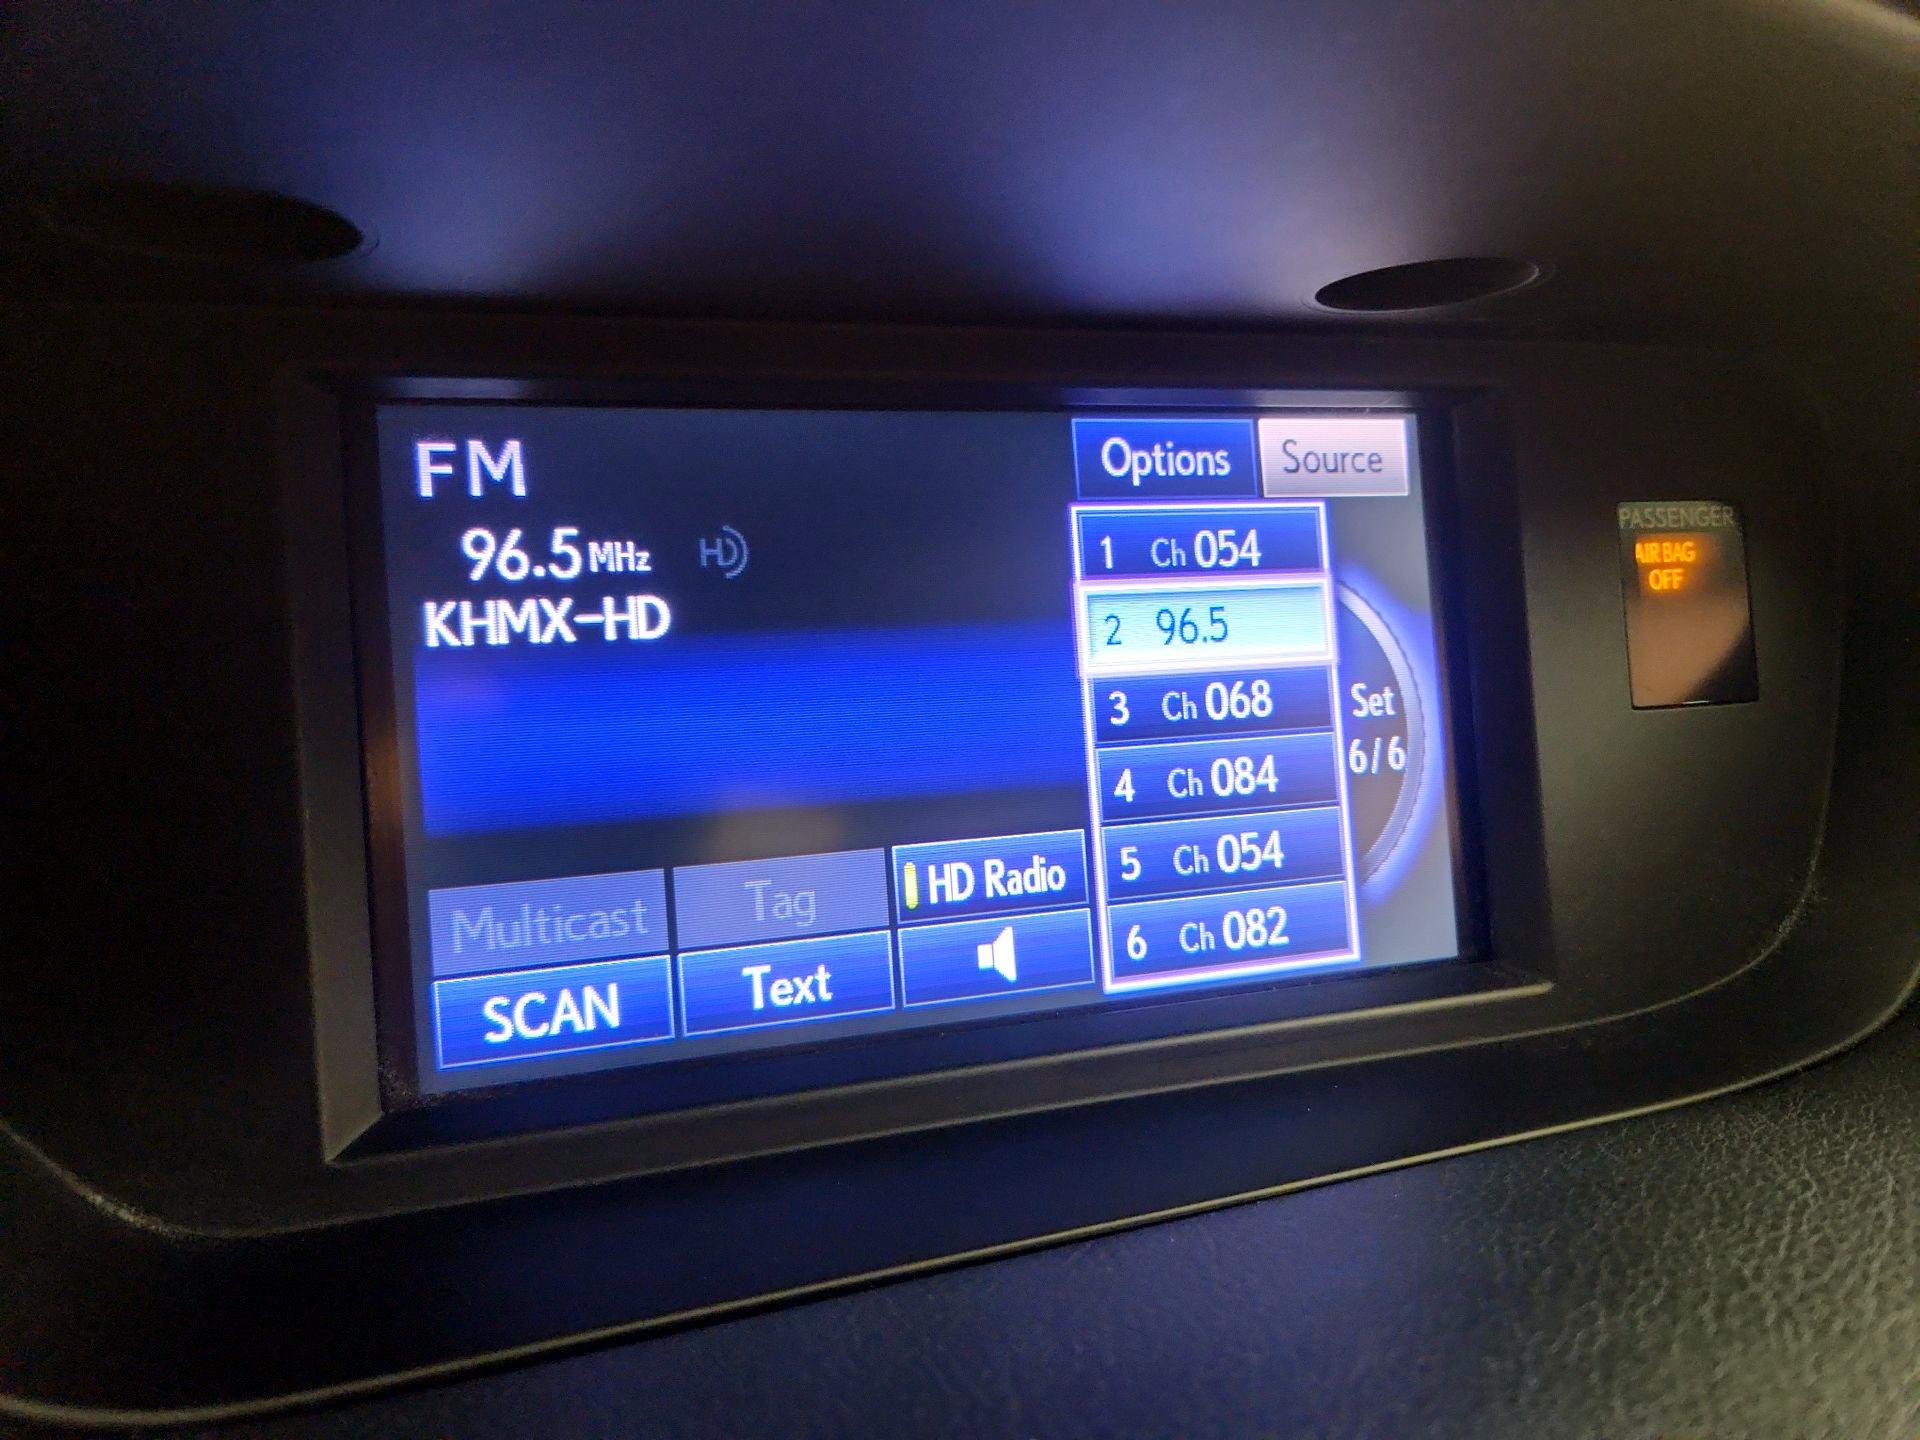 FM
Options Source
96.5 MHz HD
KHMX-HD
1 Ch 054
2 96.5
3 Ch 068
4 Ch 084
5 Ch 054
6 Ch 082
Set
6/6
Multicast Tag HD Radio
SCAN Text
PASSENGER
AIR BAG
OFF